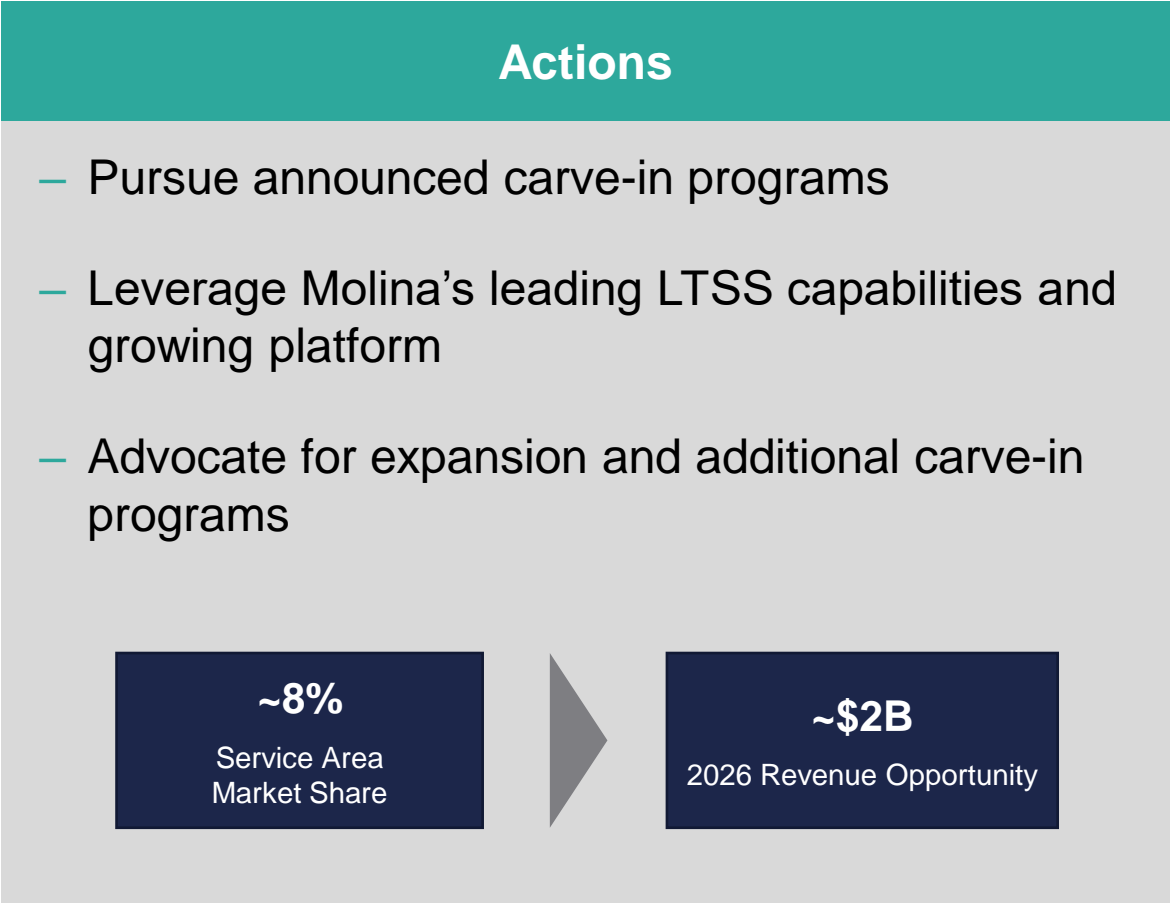 Actions
– Pursue announced carve-in programs
– Leverage Molina’s leading LTSS capabilities and
growing platform
– Advocate for expansion and additional carve-in
programs
~8%
Service Area
Market Share
~$2B
2026 Revenue Opportunity